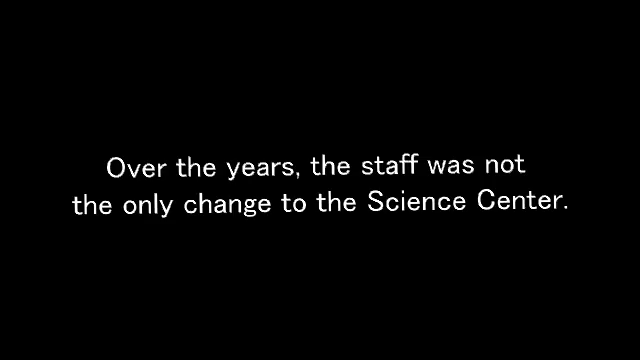 Over the years, the staff was not
the only change to the Science Center.